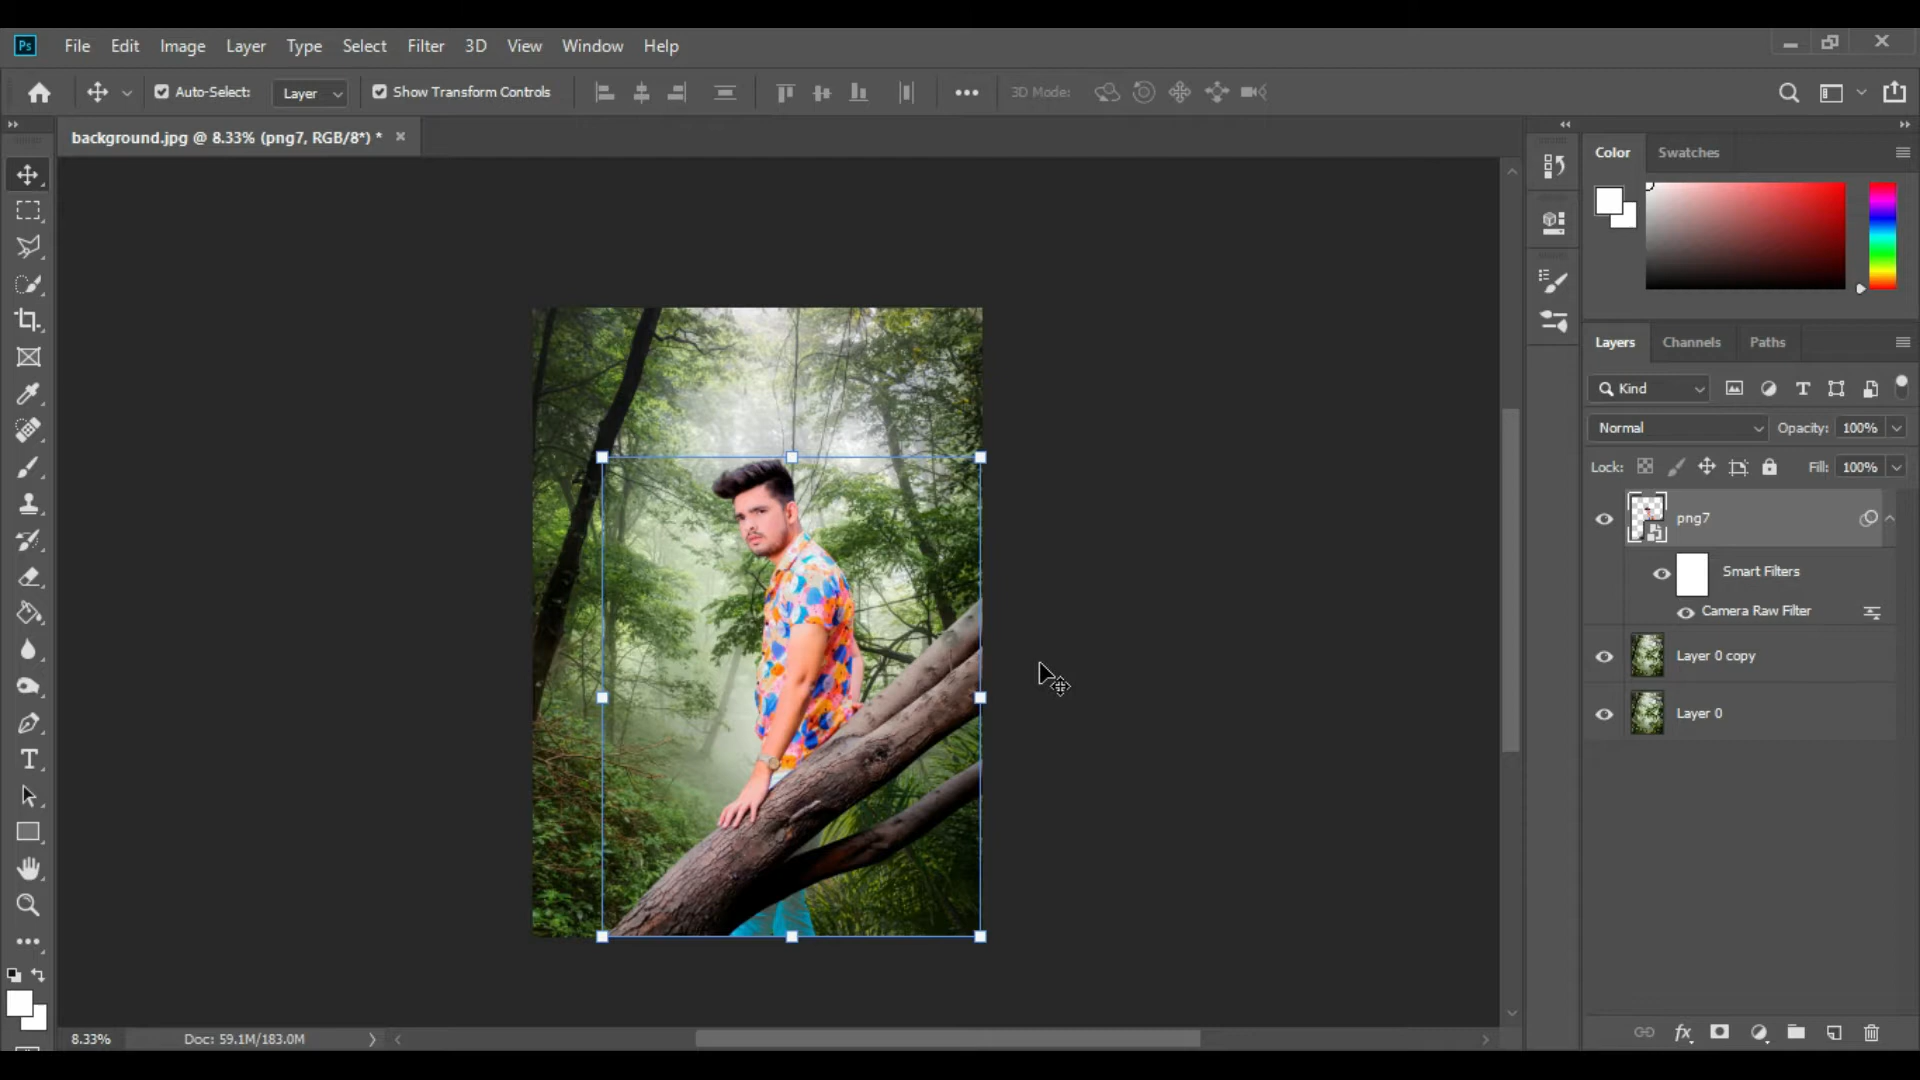 Ps File Edit Image Layer Type Select Filter 3D View Window Help
Auto-Select: Layer Show Transform Controls 3D Mode:
background.jpg @ 8.33% (png7, RGB/8*) *
Color Swatches
Layers Channels Paths
Kind
Normal Opacity: 100%
Lock: Fill: 100%
png7
Smart Filters
Camera Raw Filter
Layer 0 copy
Layer 0
8.33% Doc: 59.1M/183.0M